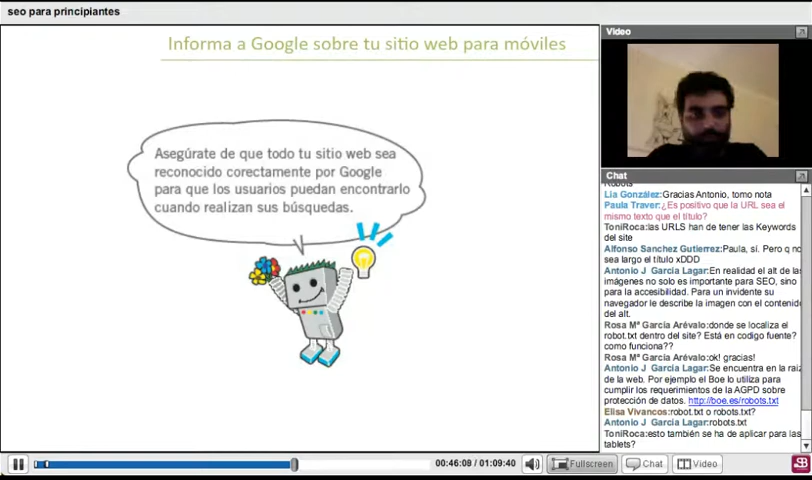 seo para principiantes
Informa a Google sobre tu sitio web para móviles
Asegúrate de que todo tu sitio web sea
reconocido corectamente por Google
para que los usuarios puedan encontrarlo
cuando realizan sus búsquedas.
Video
Chat
Robots
Lia González:Gracias Antonio, tomo nota
Paula Traver:¿Es positivo que la URL sea el
mismo texto que el título?
ToniRoca:las URLS han de tener las Keywords
del site
Alfonso Sanchez Gutierrez:Paula, sí. Pero q no
sea largo el título xDDD
Antonio J Garcia Lagar:En realidad el alt de las
imágenes no solo es importante para SEO, sino
para la accesibilidad. Para un invidente su
navegador le describe la imagen con el contenido
del alt.
Rosa Mª García Arévalo:donde se localiza el
robot.txt dentro del site? Está en codigo fuente?
como funciona??
Rosa Mª García Arévalo:ok! gracias!
Antonio J Garcia Lagar:Se encuentra en la raiz
de la web. Por ejemplo el Boe lo utiliza para
cumplir los requerimientos de la AGPD sobre
protección de datos. http://boe.es/robots.txt
Elisa Vivancos:robot.txt o robots.txt?
Antonio J Garcia Lagar:robots.txt
ToniRoca:esto también se ha de aplicar para las
tablets?
00:46:08 / 01:09:40
Fullscreen
Chat
Video